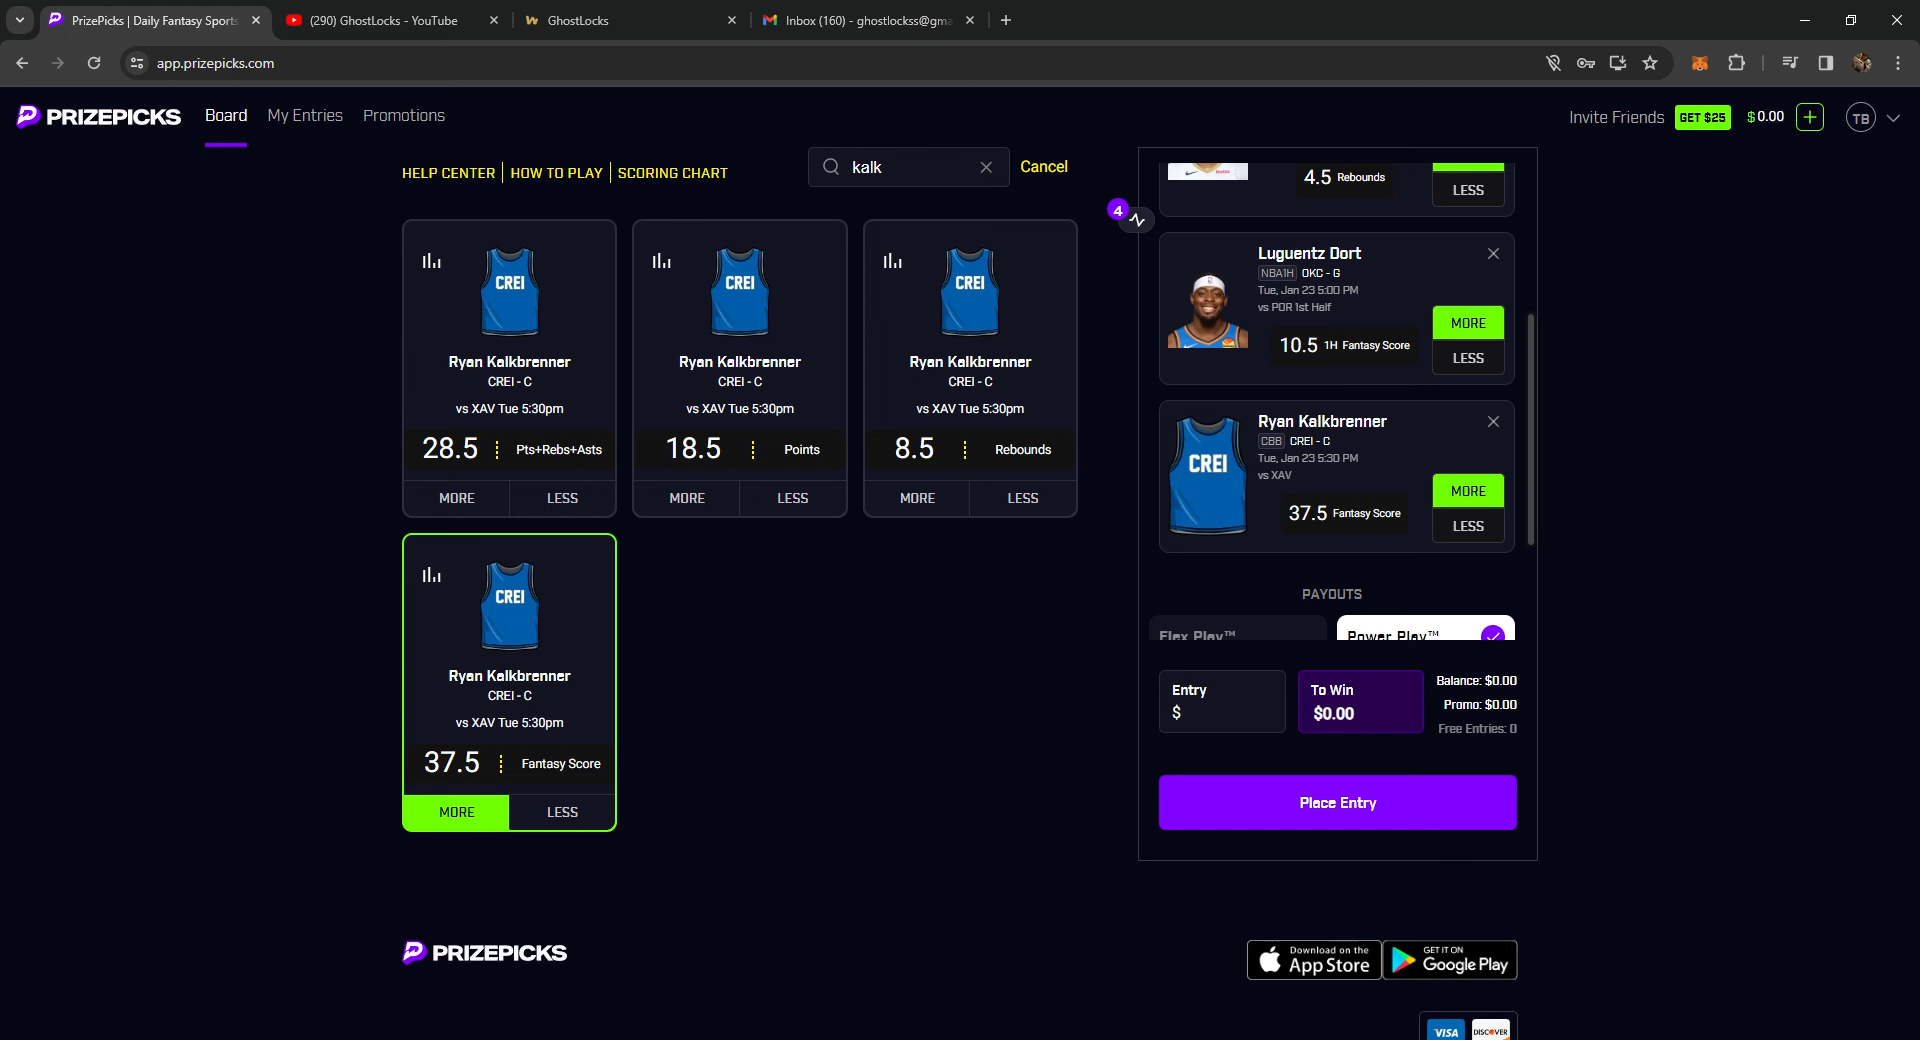 PrizePicks | Daily Fantasy Sports
(290) GhostLocks - YouTube
GhostLocks
Inbox (160) - ghostlockss@gma
app.prizepicks.com
PRIZEPICKS
Board
My Entries
Promotions
Invite Friends
GET $25
$0.00
TB
HELP CENTER
HOW TO PLAY
SCORING CHART
kalk
Cancel
CREI
Ryan Kalkbrenner
CREI - C
vs XAV Tue 5:30pm
28.5 Pts+Rebs+Asts
MORE LESS
CREI
Ryan Kalkbrenner
CREI - C
vs XAV Tue 5:30pm
18.5 Points
MORE LESS
CREI
Ryan Kalkbrenner
CREI - C
vs XAV Tue 5:30pm
8.5 Rebounds
MORE LESS
CREI
Ryan Kalkbrenner
CREI - C
vs XAV Tue 5:30pm
37.5 Fantasy Score
MORE LESS
4
4.5 Rebounds
LESS
Luguentz Dort
NBA1H OKC - G
Tue, Jan 23 5:00 PM
vs POR 1st Half
10.5 1H Fantasy Score
MORE
LESS
CREI
Ryan Kalkbrenner
CBB CREI - C
Tue, Jan 23 5:30 PM
vs XAV
37.5 Fantasy Score
MORE
LESS
PAYOUTS
Flex Play™
Power Play™
Entry
$
To Win
$0.00
Balance: $0.00
Promo: $0.00
Free Entries: 0
Place Entry
PRIZEPICKS
Download on the
App Store
GET IT ON
Google Play
VISA
DISCOVER